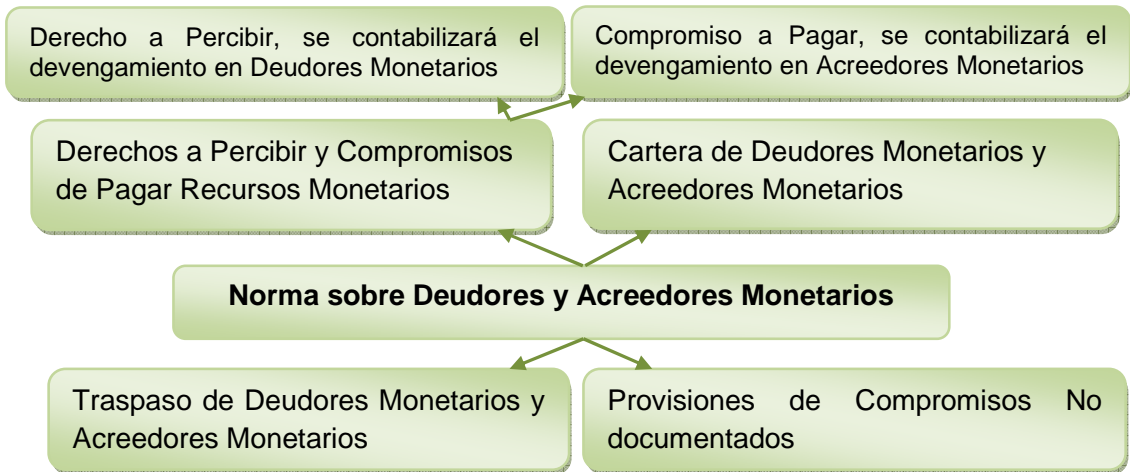 Derecho a Percibir, se contabilizará el
devengamiento en Deudores Monetarios
Compromiso a Pagar, se contabilizará el
devengamiento en Acreedores Monetarios
Derechos a Percibir y Compromisos
de Pagar Recursos Monetarios
Cartera de Deudores Monetarios y
Acreedores Monetarios
Norma sobre Deudores y Acreedores Monetarios
Traspaso de Deudores Monetarios y
Acreedores Monetarios
Provisiones de Compromisos No
documentados